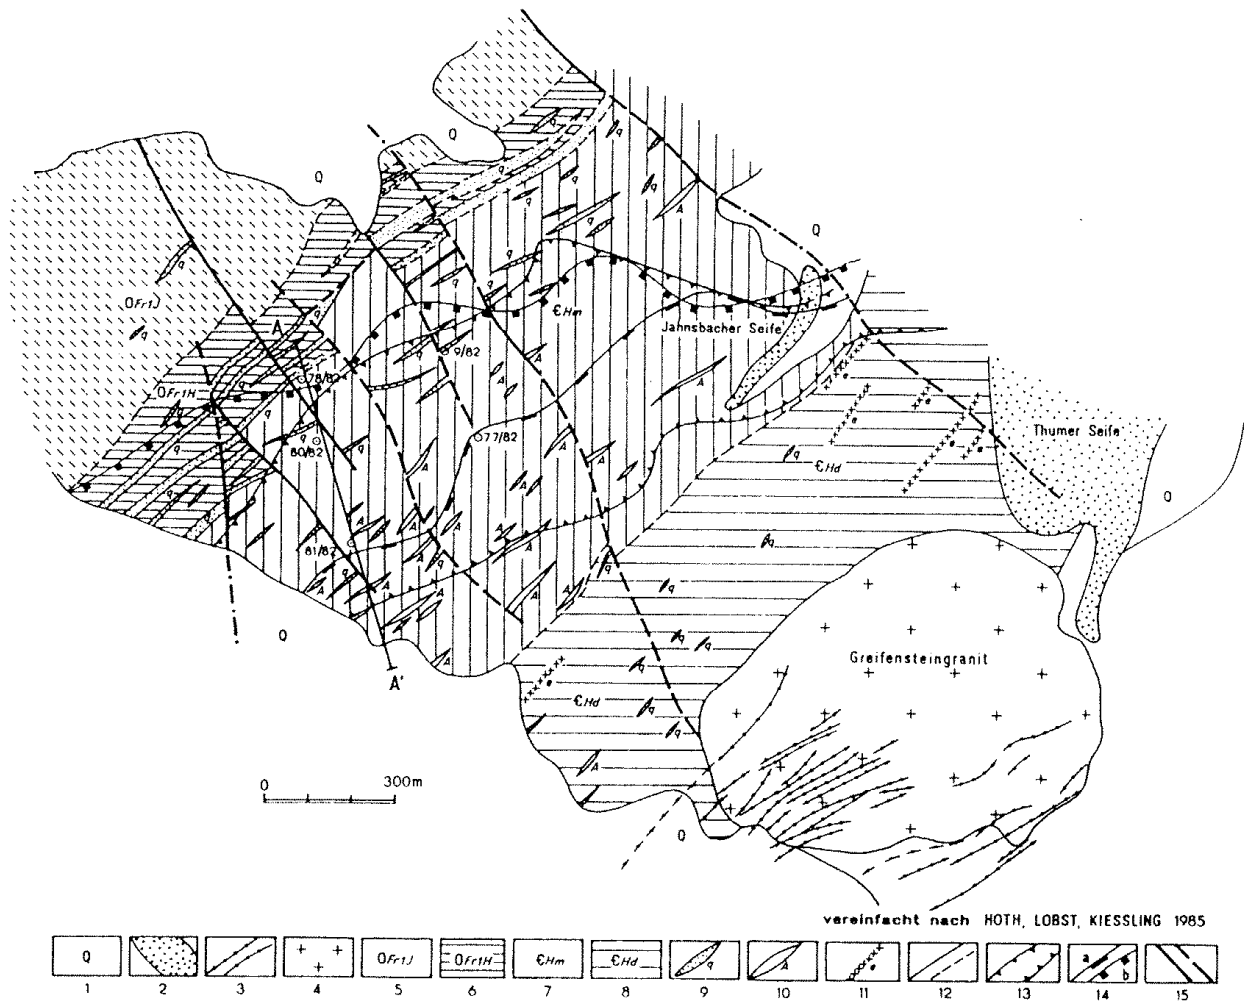 Q
Q
Q
A
q
q
q
q
OFr1J
A
€Hm
Jahnsbacher Seife
9/82
78/82
OFr1H
77/82
80/82
€Hd
Thumer Seife
Q
81/82
Q
A'
Greifensteingranit
€Hd
0 300m
Q
vereinfacht nach HOTH, LOBST, KIESSLING 1985
Q OFr1J OFr1H €Hm €Hd q A e a b
1 2 3 4 5 6 7 8 9 10 11 12 13 14 15